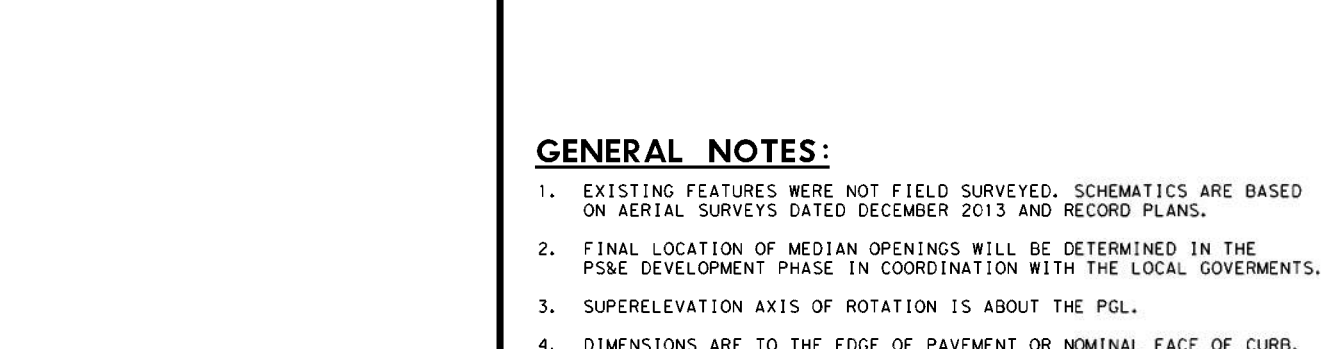 GENERAL NOTES:
1. EXISTING FEATURES WERE NOT FIELD SURVEYED. SCHEMATICS ARE BASED
ON AERIAL SURVEYS DATED DECEMBER 2013 AND RECORD PLANS.
2. FINAL LOCATION OF MEDIAN OPENINGS WILL BE DETERMINED IN THE
PS&E DEVELOPMENT PHASE IN COORDINATION WITH THE LOCAL GOVERMENTS.
3. SUPERELEVATION AXIS OF ROTATION IS ABOUT THE PGL.
4. DIMENSIONS ARE TO THE EDGE OF PAVEMENT OR NOMINAL FACE OF CURB.